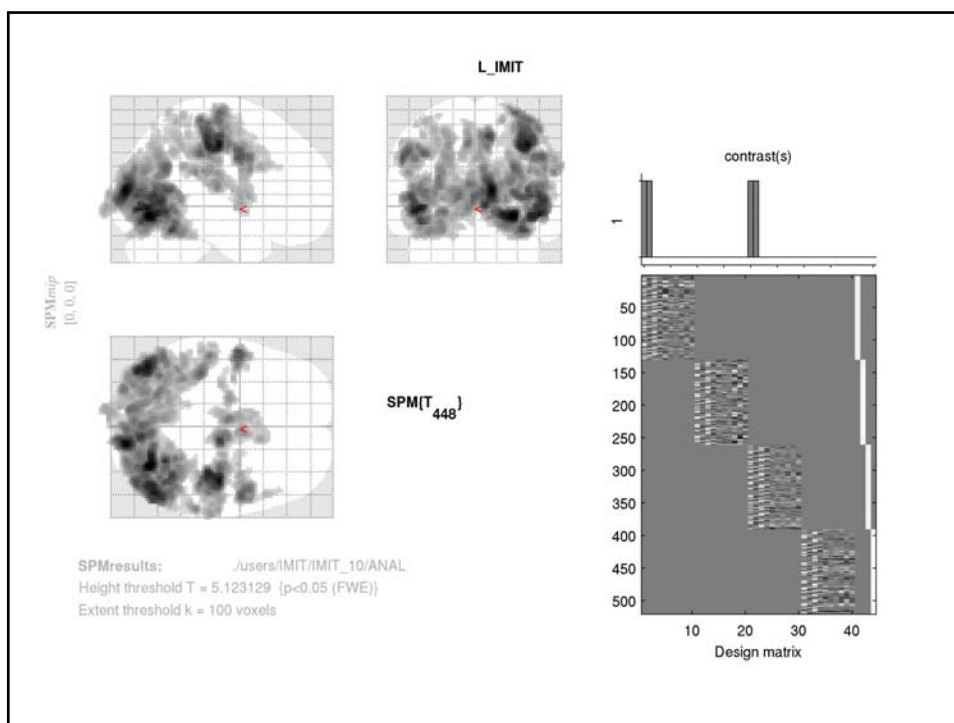 L_IMIT
SPMmip
[0, 0, 0]
<
<
<
SPM{T448}
SPMresults: ./users/IMIT/IMIT_10/ANAL
Height threshold T = 5.123129 {p<0.05 (FWE)}
Extent threshold k = 100 voxels
contrast(s)
1
50
100
150
200
250
300
350
400
450
500
10 20 30 40
Design matrix